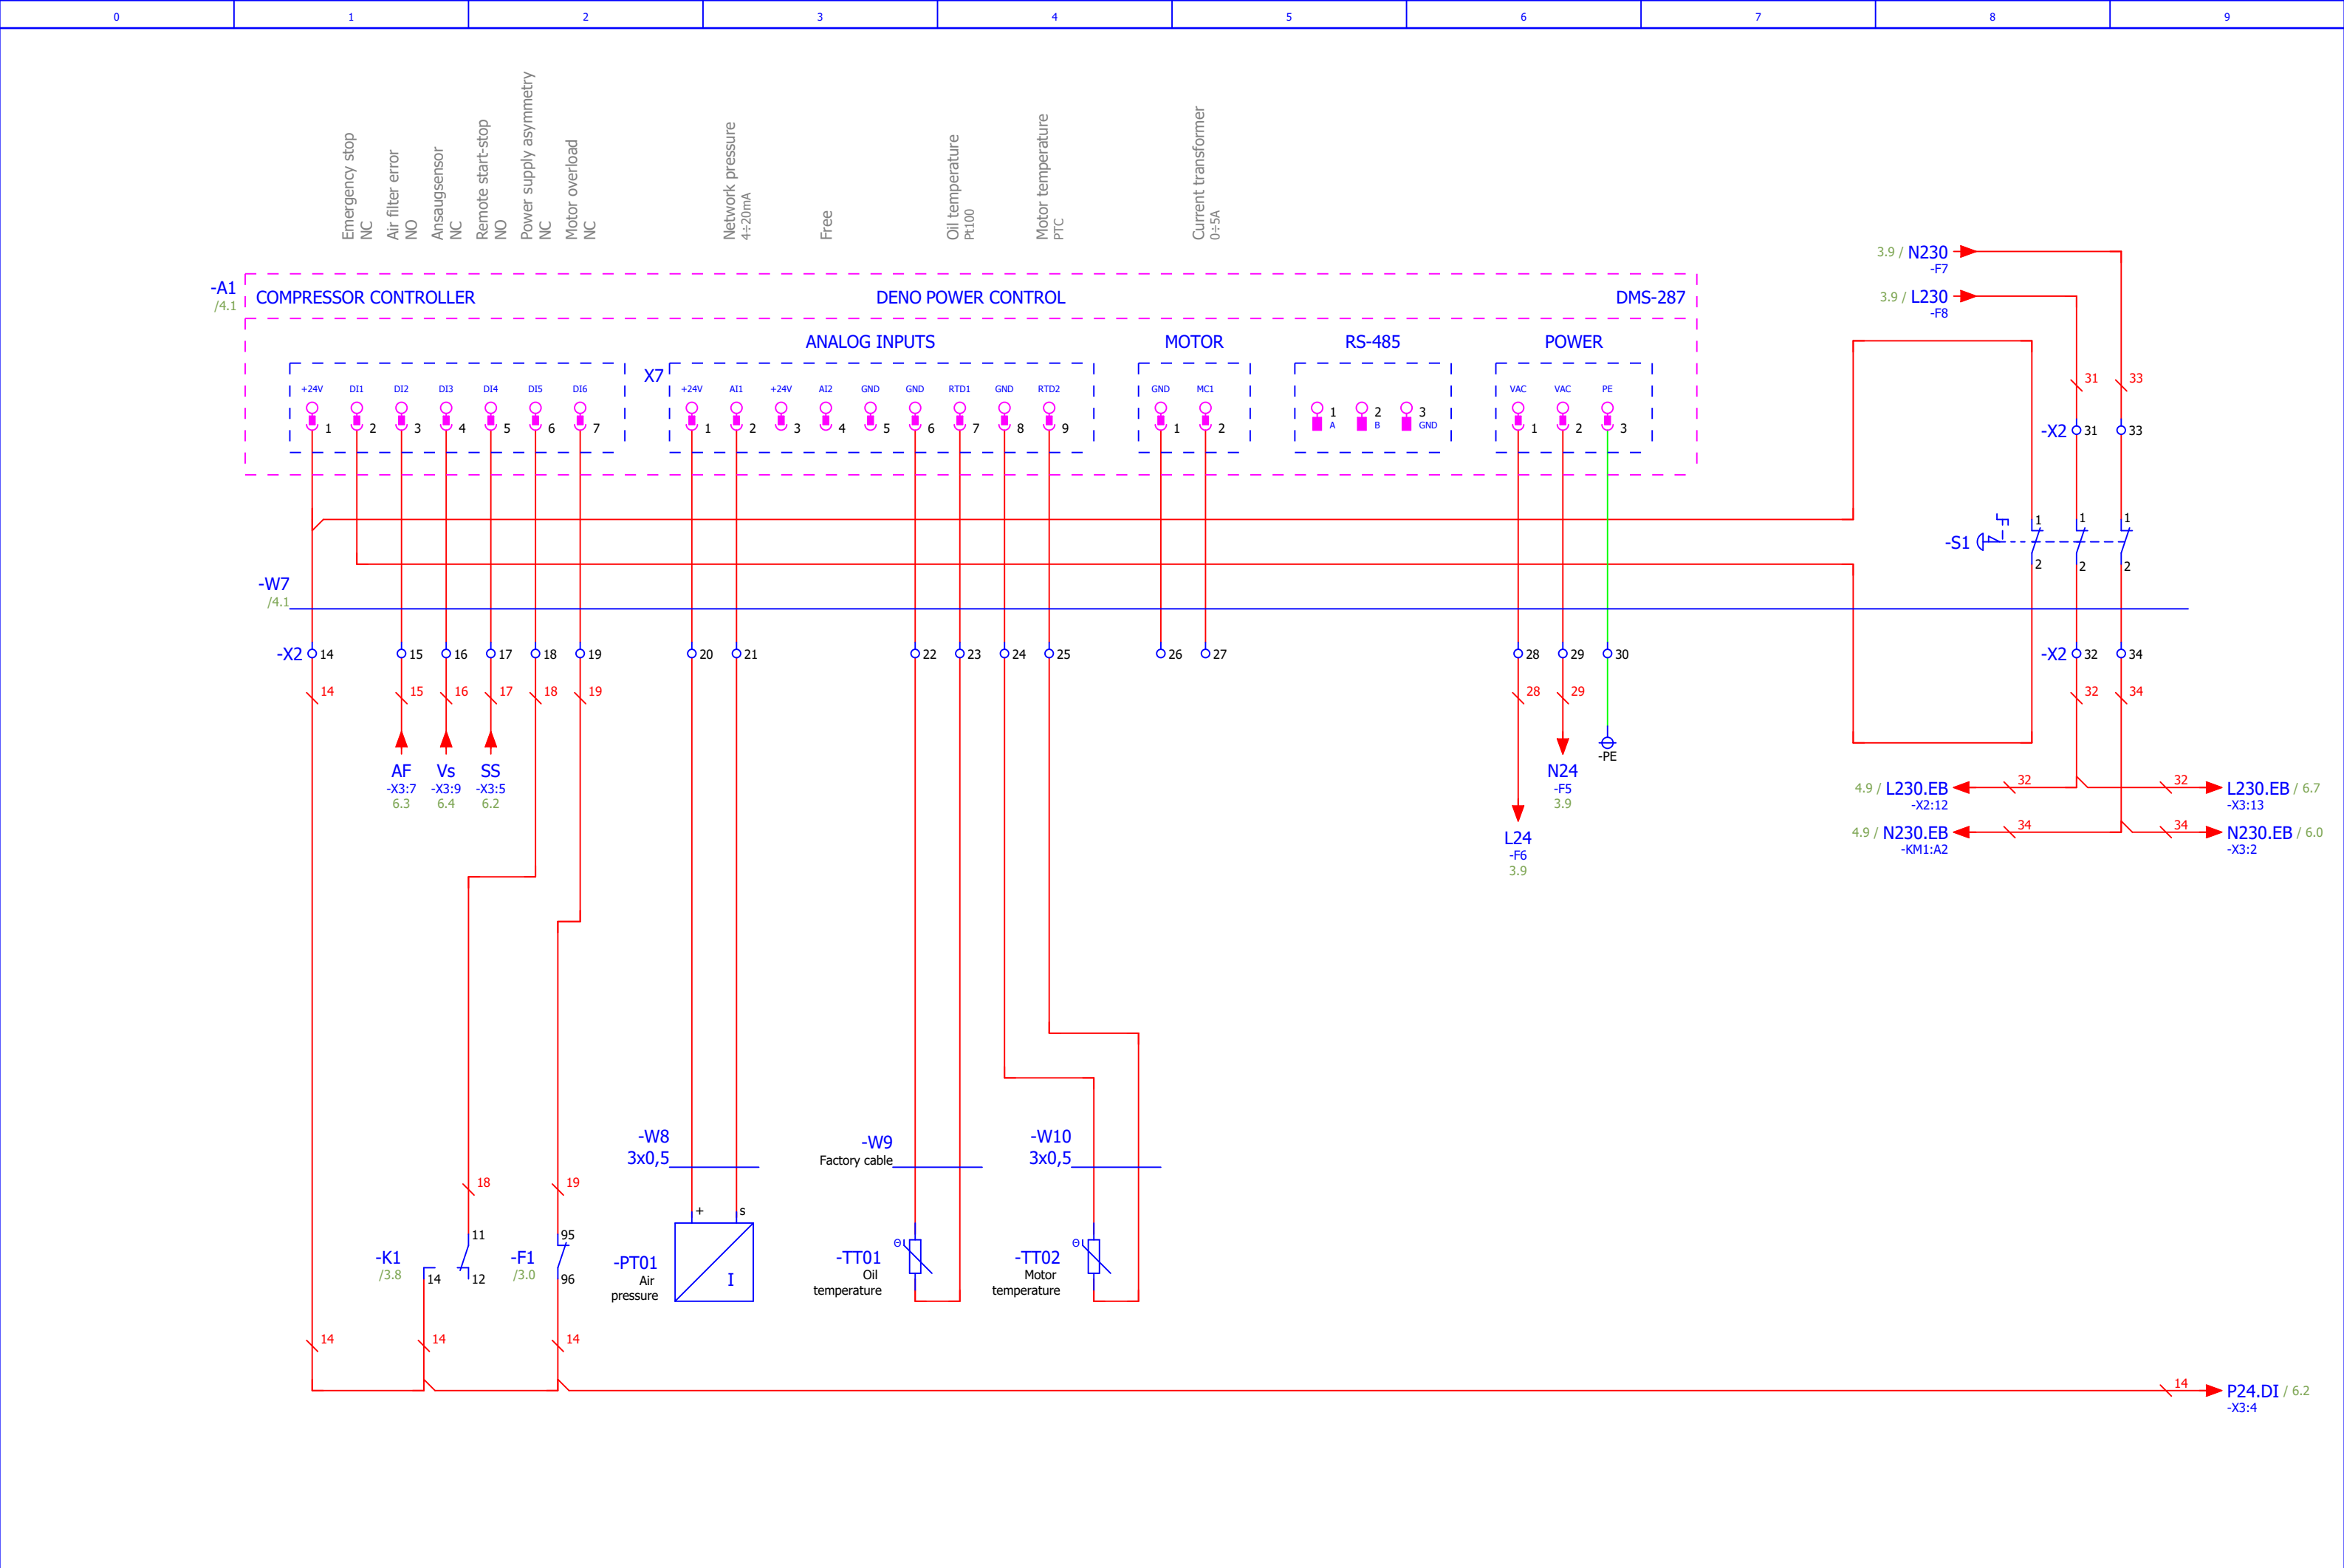 0 1 2 3 4 5 6 7 8 9
Emergency stop
NC
Air filter error
NO
Ansaugsensor
NC
Remote start-stop
NO
Power supply asymmetry
NC
Motor overload
NC
Network pressure
4÷20mA
Free
Oil temperature
Pt100
Motor temperature
PTC
Current transformer
0÷5A
3.9 / N230
-F7
3.9 / L230
-F8
-A1
/4.1
COMPRESSOR CONTROLLER DENO POWER CONTROL DMS-287
ANALOG INPUTS MOTOR RS-485 POWER
X7
+24V DI1 DI2 DI3 DI4 DI5 DI6 +24V AI1 +24V AI2 GND GND RTD1 GND RTD2 GND MC1 VAC VAC PE
1 2 3 4 5 6 7 1 2 3 4 5 6 7 8 9 1 2 1 2 3 1 2 3
A B GND
31 33
-X2 31 33
-S1
1 1 1
2 2 2
-W7
/4.1
-X2 14 15 16 17 18 19 20 21 22 23 24 25 26 27 28 29 30 -X2 32 34
14 15 16 17 18 19 28 29 32 34
AF Vs SS
-X3:7 -X3:9 -X3:5
6.3 6.4 6.2
N24
-F5
3.9
-PE
L24
-F6
3.9
4.9 / L230.EB 32 32 L230.EB / 6.7
-X2:12 -X3:13
4.9 / N230.EB 34 34 N230.EB / 6.0
-KM1:A2 -X3:2
-W8
3x0,5
-W9
Factory cable
-W10
3x0,5
18 19
+ s
-K1
/3.8
11
14 12
-F1
/3.0
95
96
-PT01
Air
pressure
I
-TT01
Oil
temperature
Θ
-TT02
Motor
temperature
Θ
14 14 14
14 P24.DI / 6.2
-X3:4